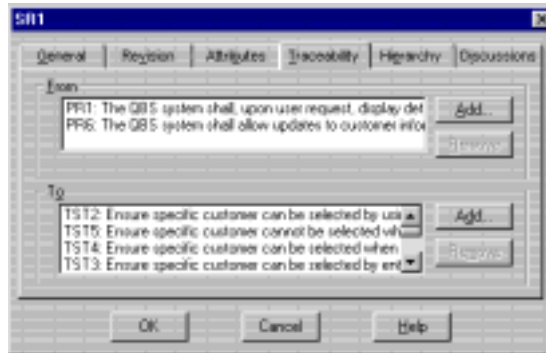 SR1
General Revision Attributes Traceability Hierarchy Discussions
From
PR1: The QBS system shall, upon user request, display det
PR6: The QBS system shall allow updates to customer infor
Add...
Remove
To
TST2: Ensure specific customer can be selected by usi
TST5: Ensure specific customer cannot be selected wh
TST4: Ensure specific customer can be selected when
TST3: Ensure specific customer can be selected by ent
Add...
Remove
OK Cancel Help